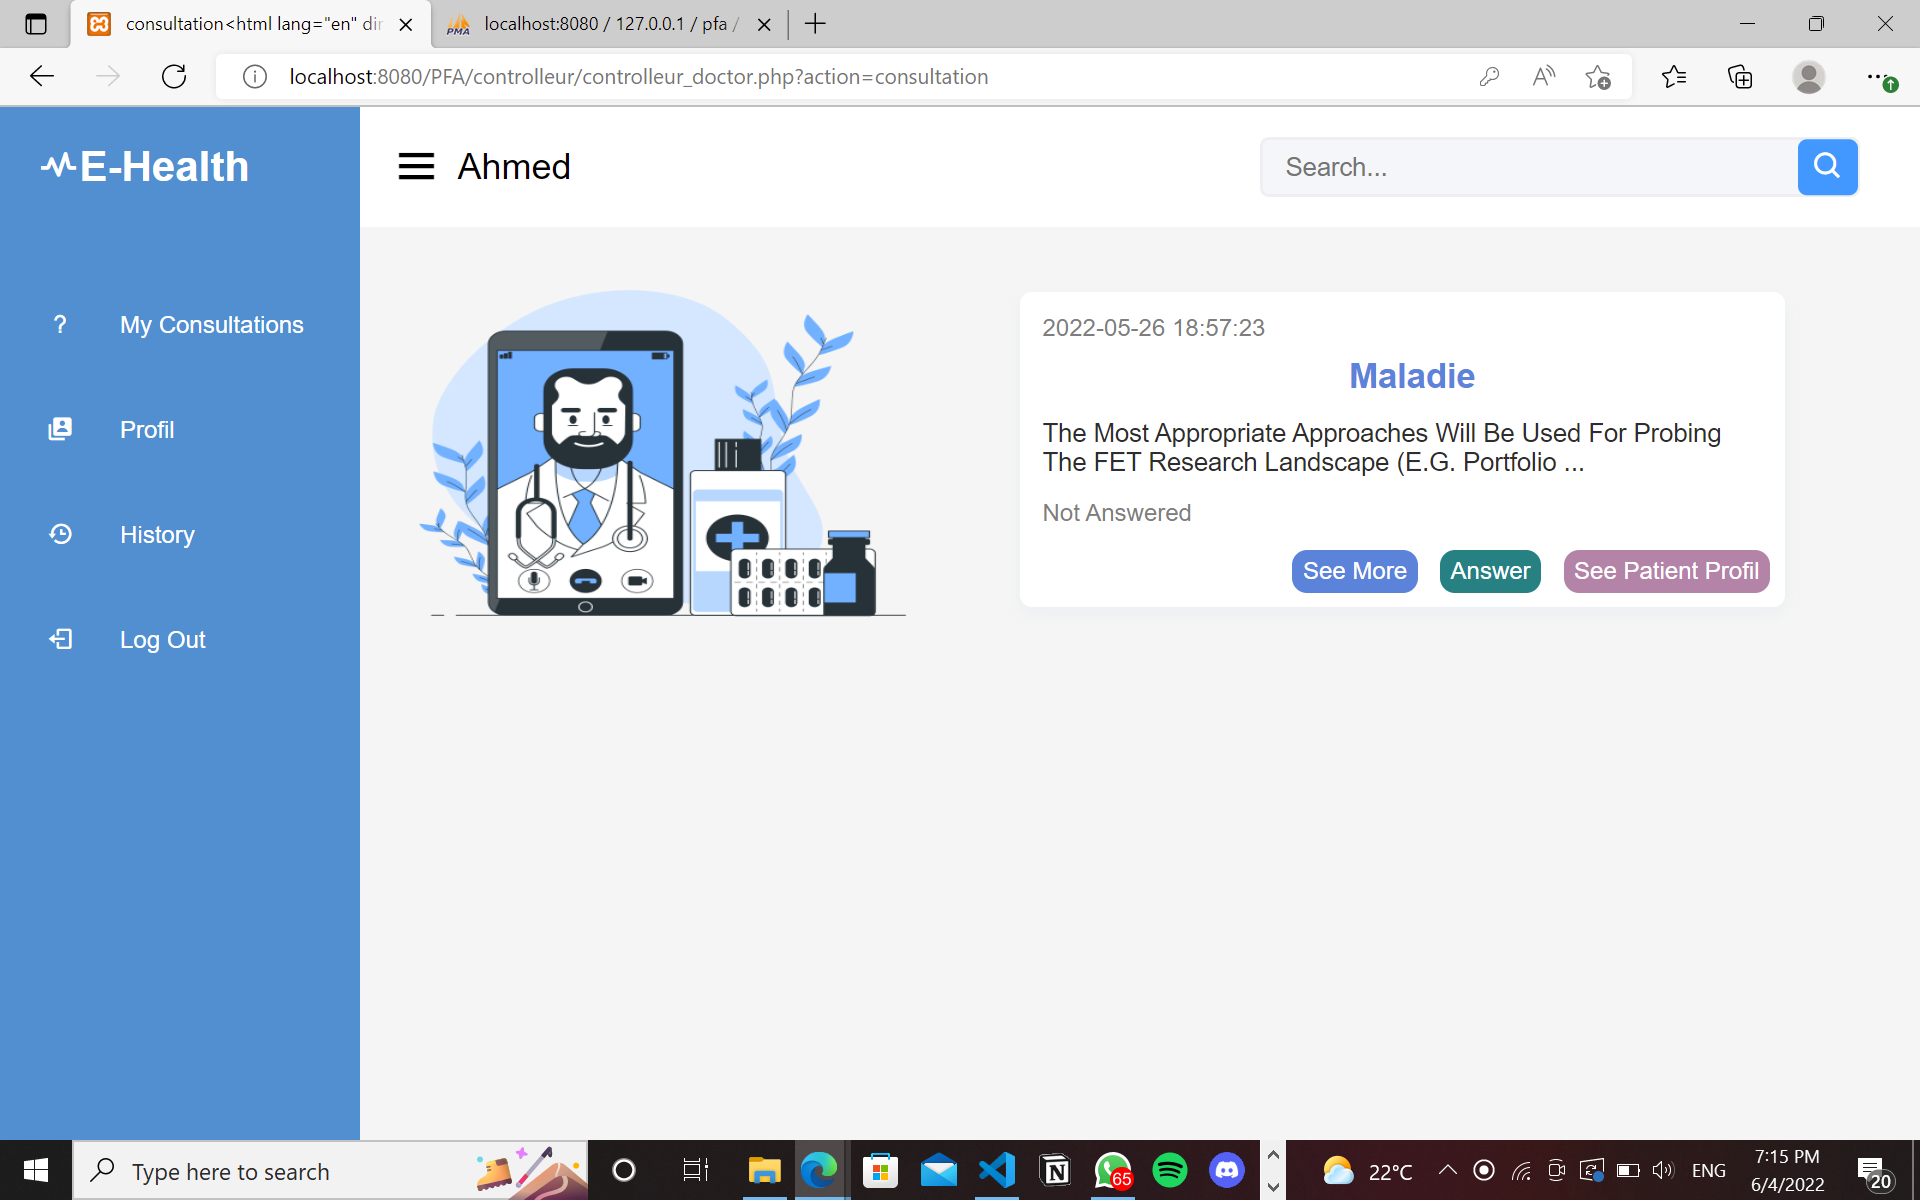 consultation<html lang="en" dir
PMA localhost:8080 / 127.0.0.1 / pfa /
localhost:8080/PFA/controlleur/controlleur_doctor.php?action=consultation
E-Health
Ahmed
Search...
? My Consultations
Profil
History
Log Out
2022-05-26 18:57:23
Maladie
The Most Appropriate Approaches Will Be Used For Probing
The FET Research Landscape (E.G. Portfolio ...
Not Answered
See More Answer See Patient Profil
Type here to search
65
22°C
ENG
7:15 PM
6/4/2022
20